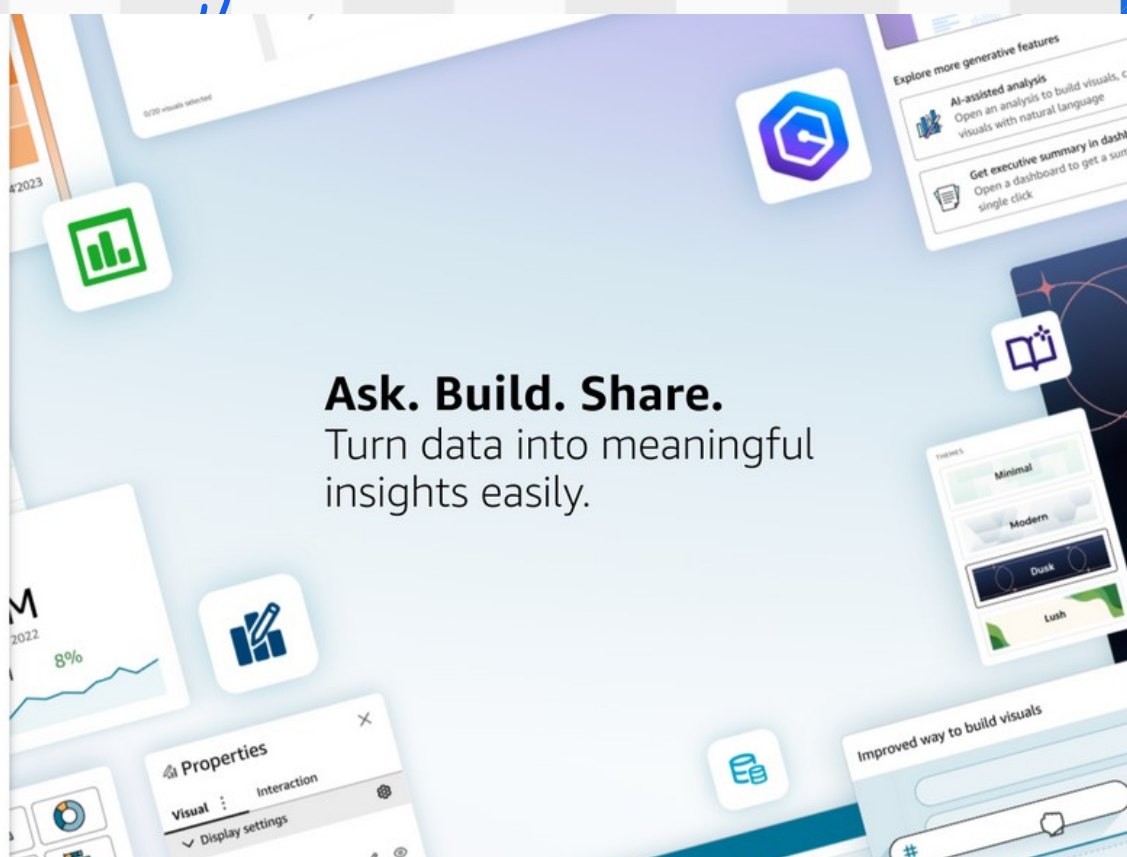 0/20 visuals selected
Explore more generative features
AI-assisted analysis
Open an analysis to build visuals,
visuals with natural language
Get executive summary in
Open a dashboard to get a
single click
4'2023
Ask. Build. Share.
Turn data into meaningful
insights easily.
THEMES
Minimal
Modern
Dusk
Lush
M
2022
8%
Properties
Visual
Interaction
Display settings
Improved way to build visuals
#